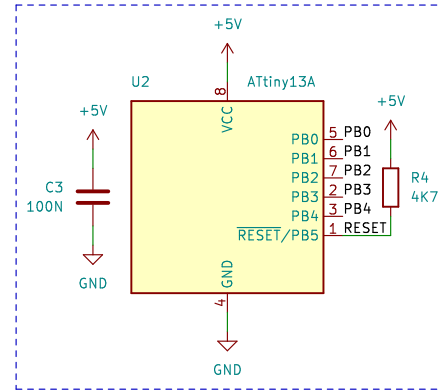 +5V
U2 ATtiny13A
8
VCC
+5V
+5V
PB0 5 PB0
PB1 6 PB1
PB2 7 PB2
PB3 2 PB3
PB4 3 PB4
RESET/PB5 1 RESET
C3
100N
R4
4K7
GND
GND
4
GND